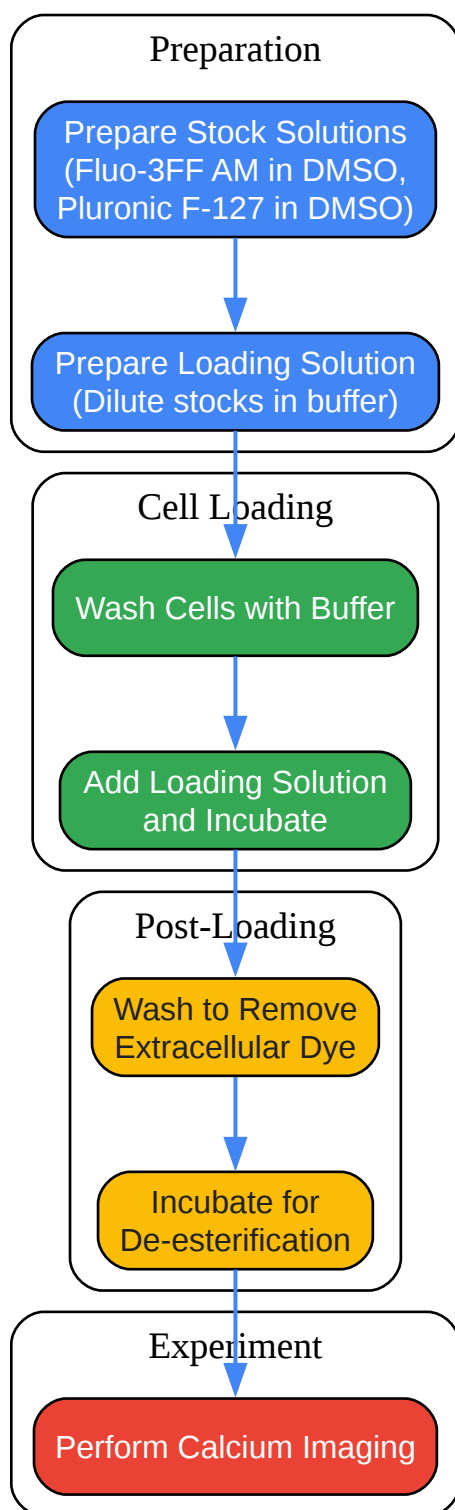 Preparation
Prepare Stock Solutions
(Fluo-3FF AM in DMSO,
Pluronic F-127 in DMSO)
Prepare Loading Solution
(Dilute stocks in buffer)
Cell Loading
Wash Cells with Buffer
Add Loading Solution
and Incubate
Post-Loading
Wash to Remove
Extracellular Dye
Incubate for
De-esterification
Experiment
Perform Calcium Imaging